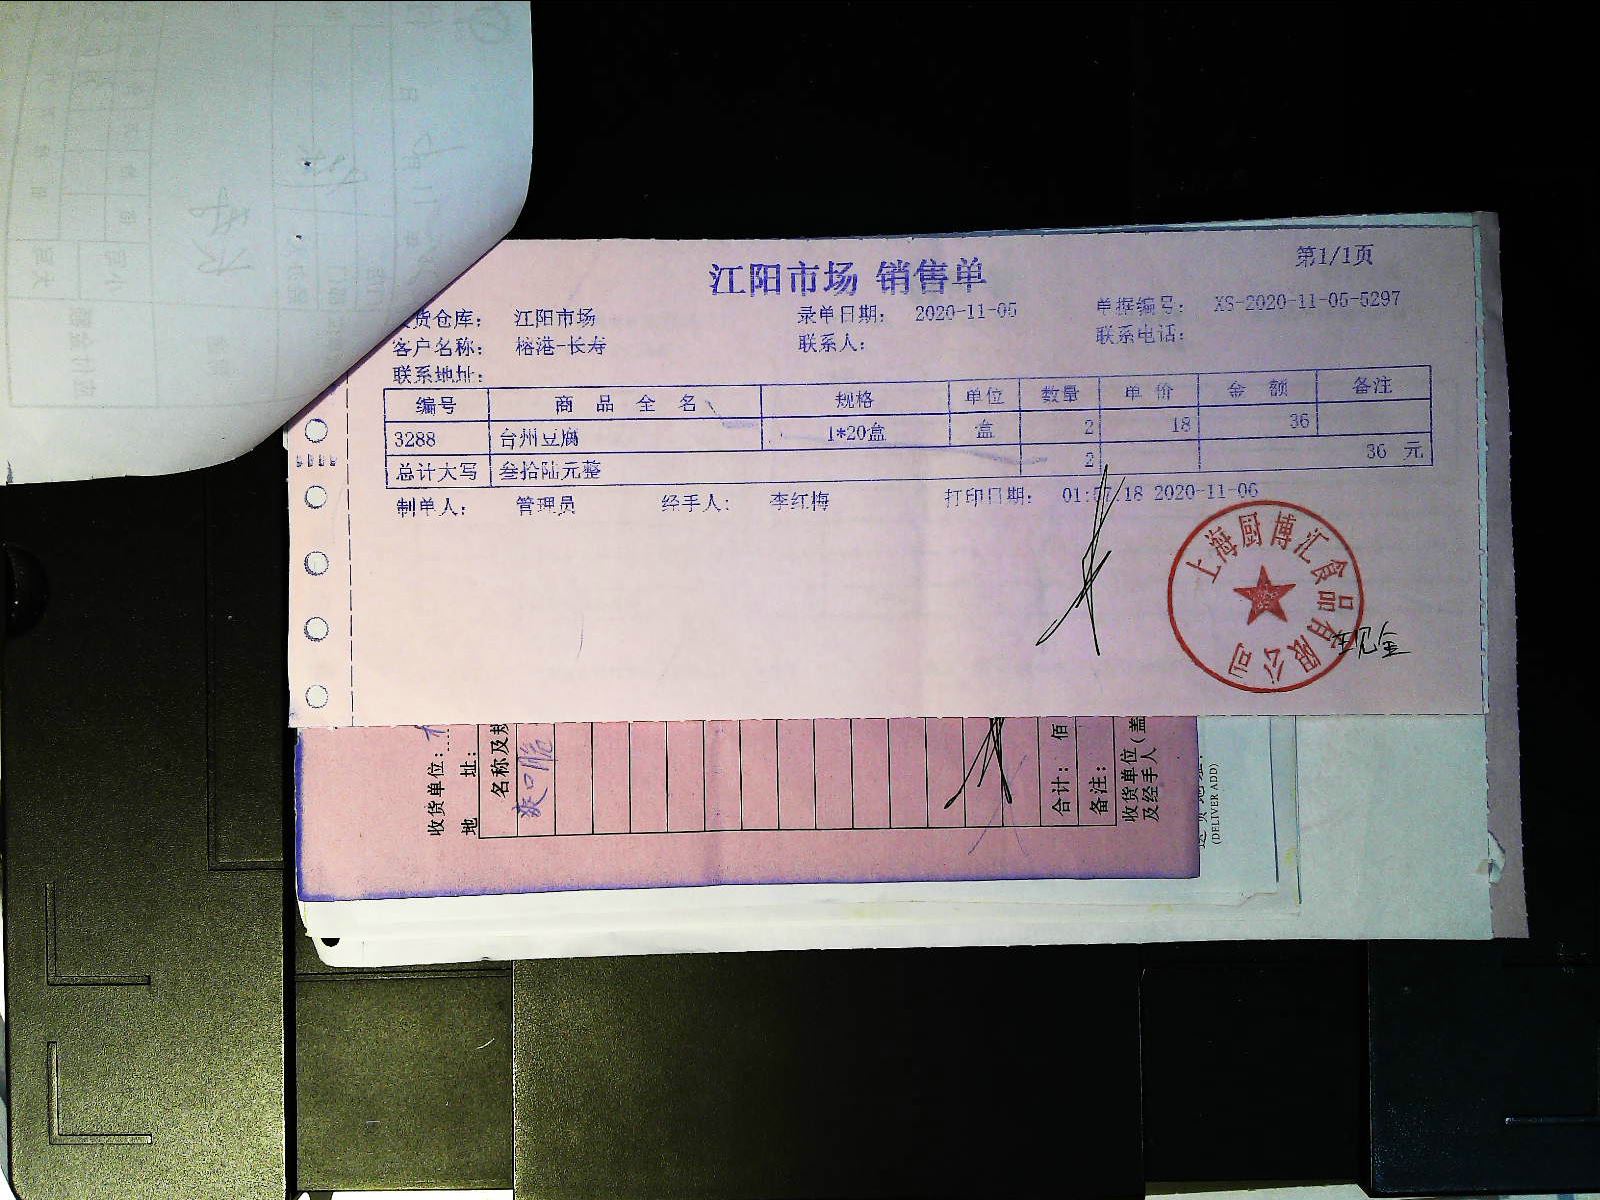 江阳市场 销售单
第1/1页
货仓库： 江阳市场 录单日期： 2020-11-05 单据编号： XS-2020-11-05-5297
客户名称： 榕港-长寿 联系人： 联系电话：
联系地址：
编号 商品全名 规格 单位 数量 单价 金额 备注
3288 台州豆腐 1*20盒 盒 2 18 36
总计大写 叁拾陆元整 2 36 元
制单人： 管理员 经手人： 李红梅 打印日期： 01:57:18 2020-11-06
上海厨博汇食品有限公司
收货单位：
地 址：
名称及规
爽口脆
合计： 佰
备注：
收货单位(盖
及经手人
(DELIVER ADD)